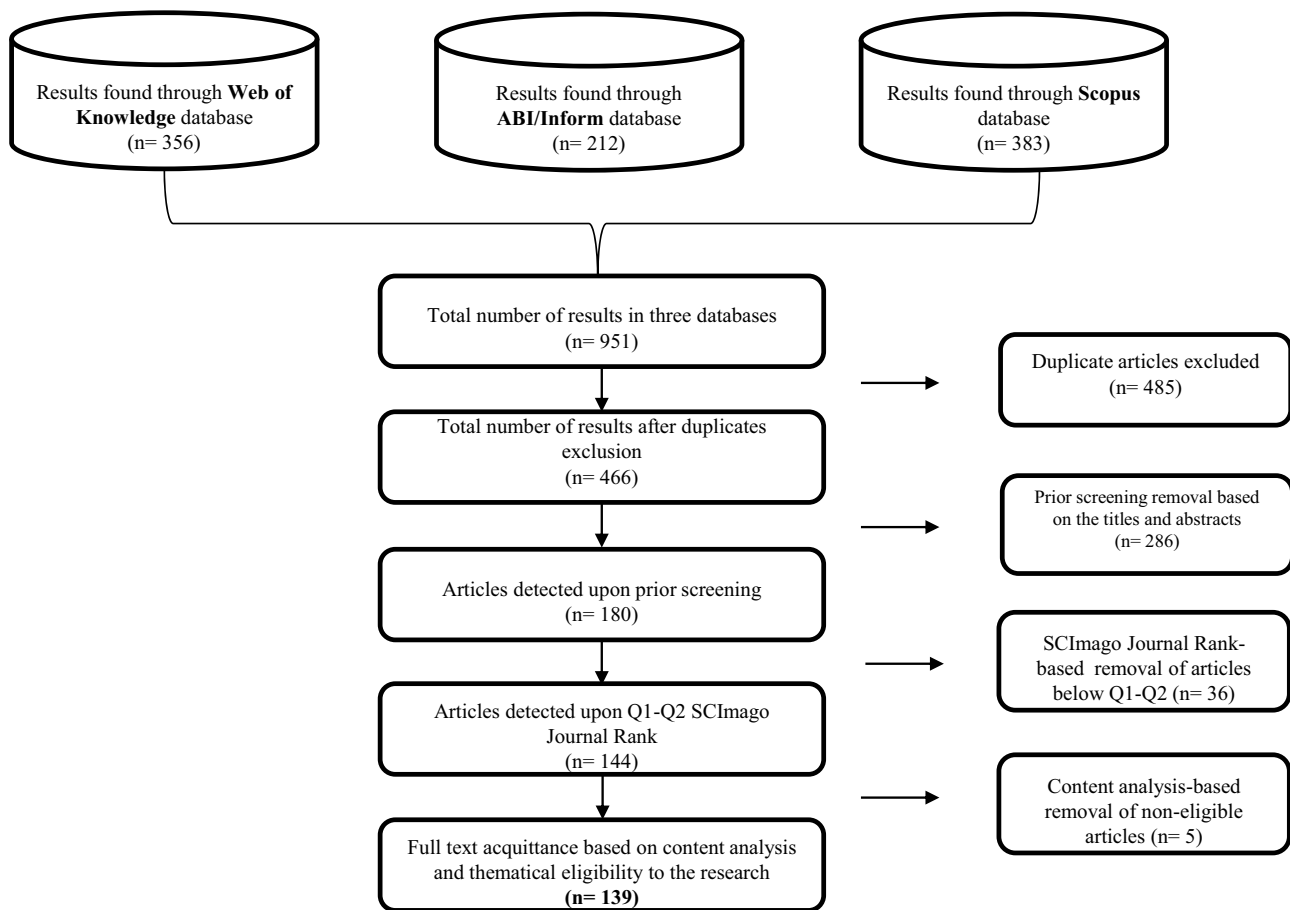 Results found through Web of
Knowledge database
(n= 356)
Results found through
ABI/Inform database
(n= 212)
Results found through Scopus
database
(n= 383)
Total number of results in three databases
(n= 951)
Duplicate articles excluded
(n= 485)
Total number of results after duplicates
exclusion
(n= 466)
Prior screening removal based
on the titles and abstracts
(n= 286)
Articles detected upon prior screening
(n= 180)
SCImago Journal Rank-
based removal of articles
below Q1-Q2 (n= 36)
Articles detected upon Q1-Q2 SCImago
Journal Rank
(n= 144)
Content analysis-based
removal of non-eligible
articles (n= 5)
Full text acquittance based on content analysis
and thematical eligibility to the research
(n= 139)